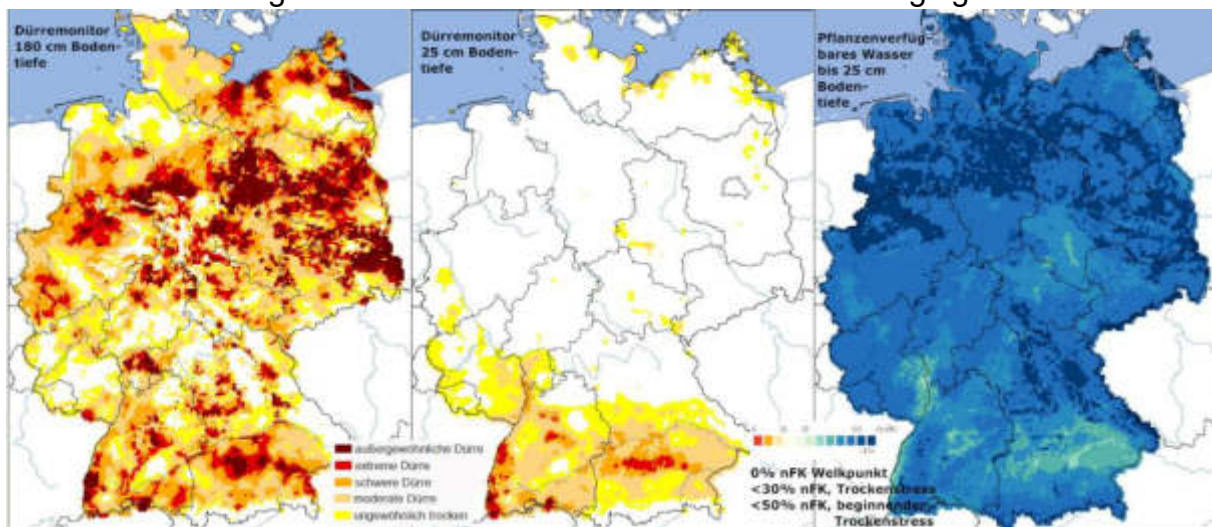 Dürremonitor
180 cm Boden-
tiefe
Dürremonitor
25 cm Boden-
tiefe
Pflanzenverfüg-
bares Wasser
bis 25 cm
Boden-
tiefe
außergewöhnliche Dürre
extreme Dürre
schwere Dürre
moderate Dürre
ungewöhnlich trocken
0% nFK Welkpunkt
<30% nFK, Trockenstress
<50% nFK, beginnender
Trockenstress